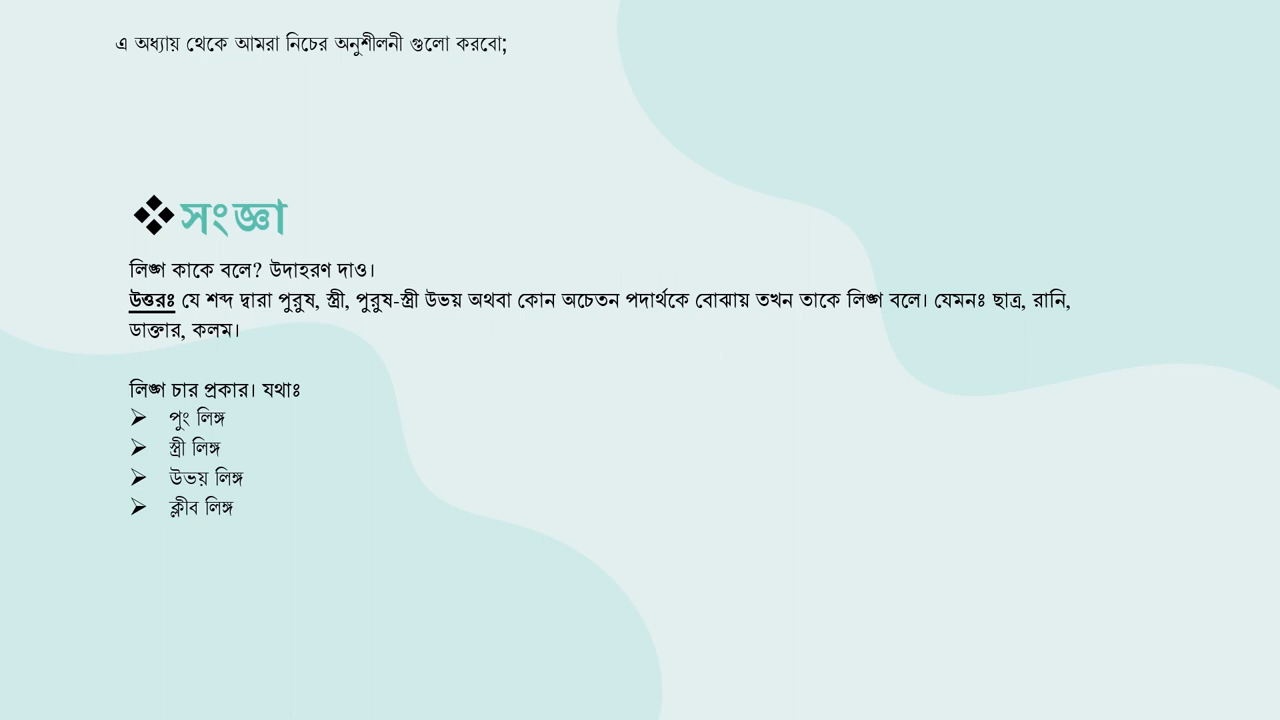 এ অধ্যায় থেকে আমরা নিচের অনুশীলনী গুলো করবো;
❖সংজ্ঞা
লিঙ্গ কাকে বলে? উদাহরণ দাও।
উত্তরঃ যে শব্দ দ্বারা পুরুষ, স্ত্রী, পুরুষ-স্ত্রী উভয় অথবা কোন অচেতন পদার্থকে বোঝায় তখন তাকে লিঙ্গ বলে। যেমনঃ ছাত্র, রানি,
ডাক্তার, কলম।
লিঙ্গ চার প্রকার। যথাঃ
➢ পুং লিঙ্গ
➢ স্ত্রী লিঙ্গ
➢ উভয় লিঙ্গ
➢ ক্লীব লিঙ্গ